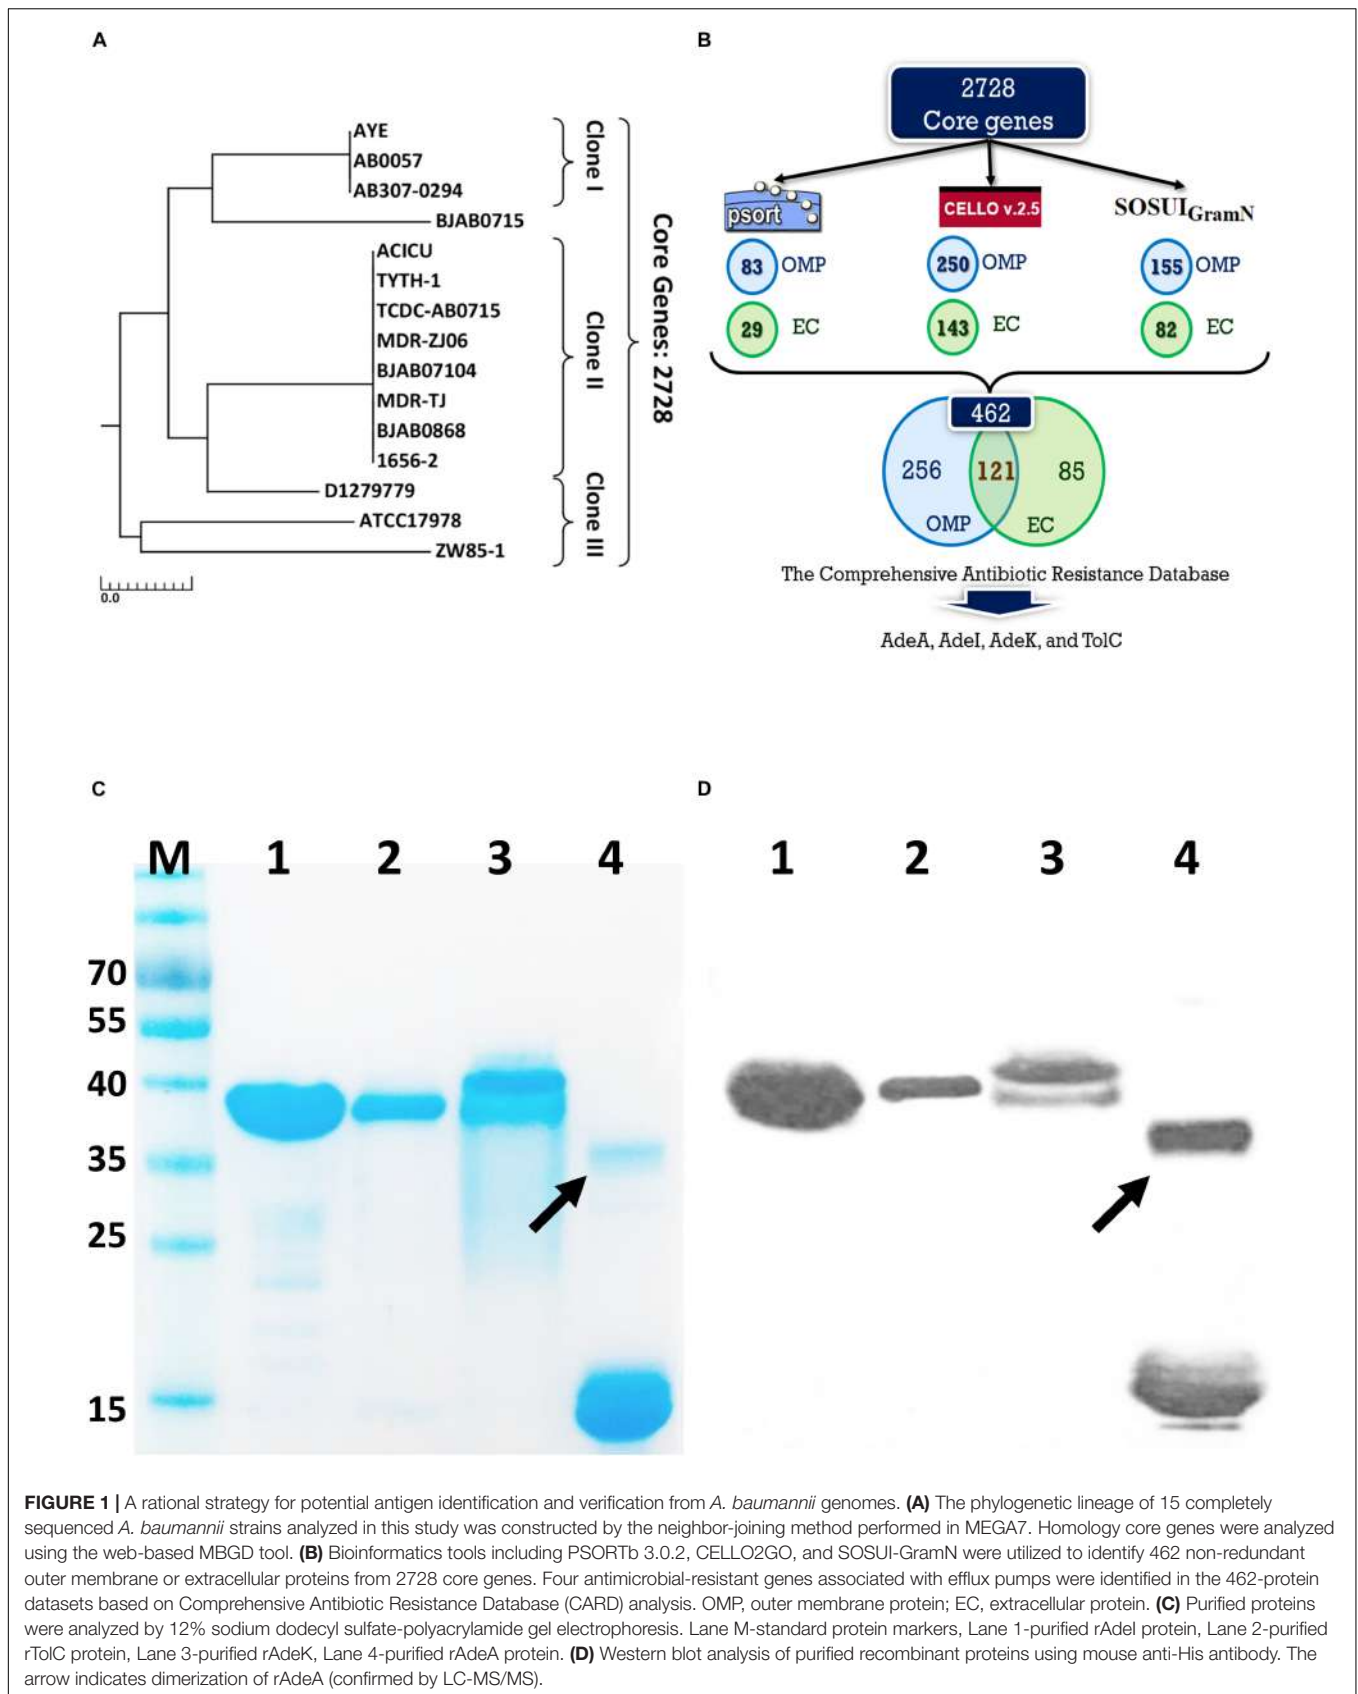 A
AYE
AB0057
AB307-0294
BJAB0715
ACICU
TYTH-1
TCDC-AB0715
MDR-ZJ06
BJAB07104
MDR-TJ
BJAB0868
1656-2
D1279779
ATCC17978
ZW85-1
Clone I
Clone II
Clone III
Core Genes: 2728
0.0
B
2728
Core genes
psort
CELLO v.2.5
SOSUIGramN
83 OMP
250 OMP
155 OMP
29 EC
143 EC
82 EC
462
256 121 85
OMP EC
The Comprehensive Antibiotic Resistance Database
AdeA, AdeI, AdeK, and TolC
C
M 1 2 3 4
70
55
40
35
25
15
D
1 2 3 4
FIGURE 1 | A rational strategy for potential antigen identification and verification from A. baumannii genomes. (A) The phylogenetic lineage of 15 completely
sequenced A. baumannii strains analyzed in this study was constructed by the neighbor-joining method performed in MEGA7. Homology core genes were analyzed
using the web-based MBGD tool. (B) Bioinformatics tools including PSORTb 3.0.2, CELLO2GO, and SOSUI-GramN were utilized to identify 462 non-redundant
outer membrane or extracellular proteins from 2728 core genes. Four antimicrobial-resistant genes associated with efflux pumps were identified in the 462-protein
datasets based on Comprehensive Antibiotic Resistance Database (CARD) analysis. OMP, outer membrane protein; EC, extracellular protein. (C) Purified proteins
were analyzed by 12% sodium dodecyl sulfate-polyacrylamide gel electrophoresis. Lane M-standard protein markers, Lane 1-purified rAdeI protein, Lane 2-purified
rTolC protein, Lane 3-purified rAdeK, Lane 4-purified rAdeA protein. (D) Western blot analysis of purified recombinant proteins using mouse anti-His antibody. The
arrow indicates dimerization of rAdeA (confirmed by LC-MS/MS).